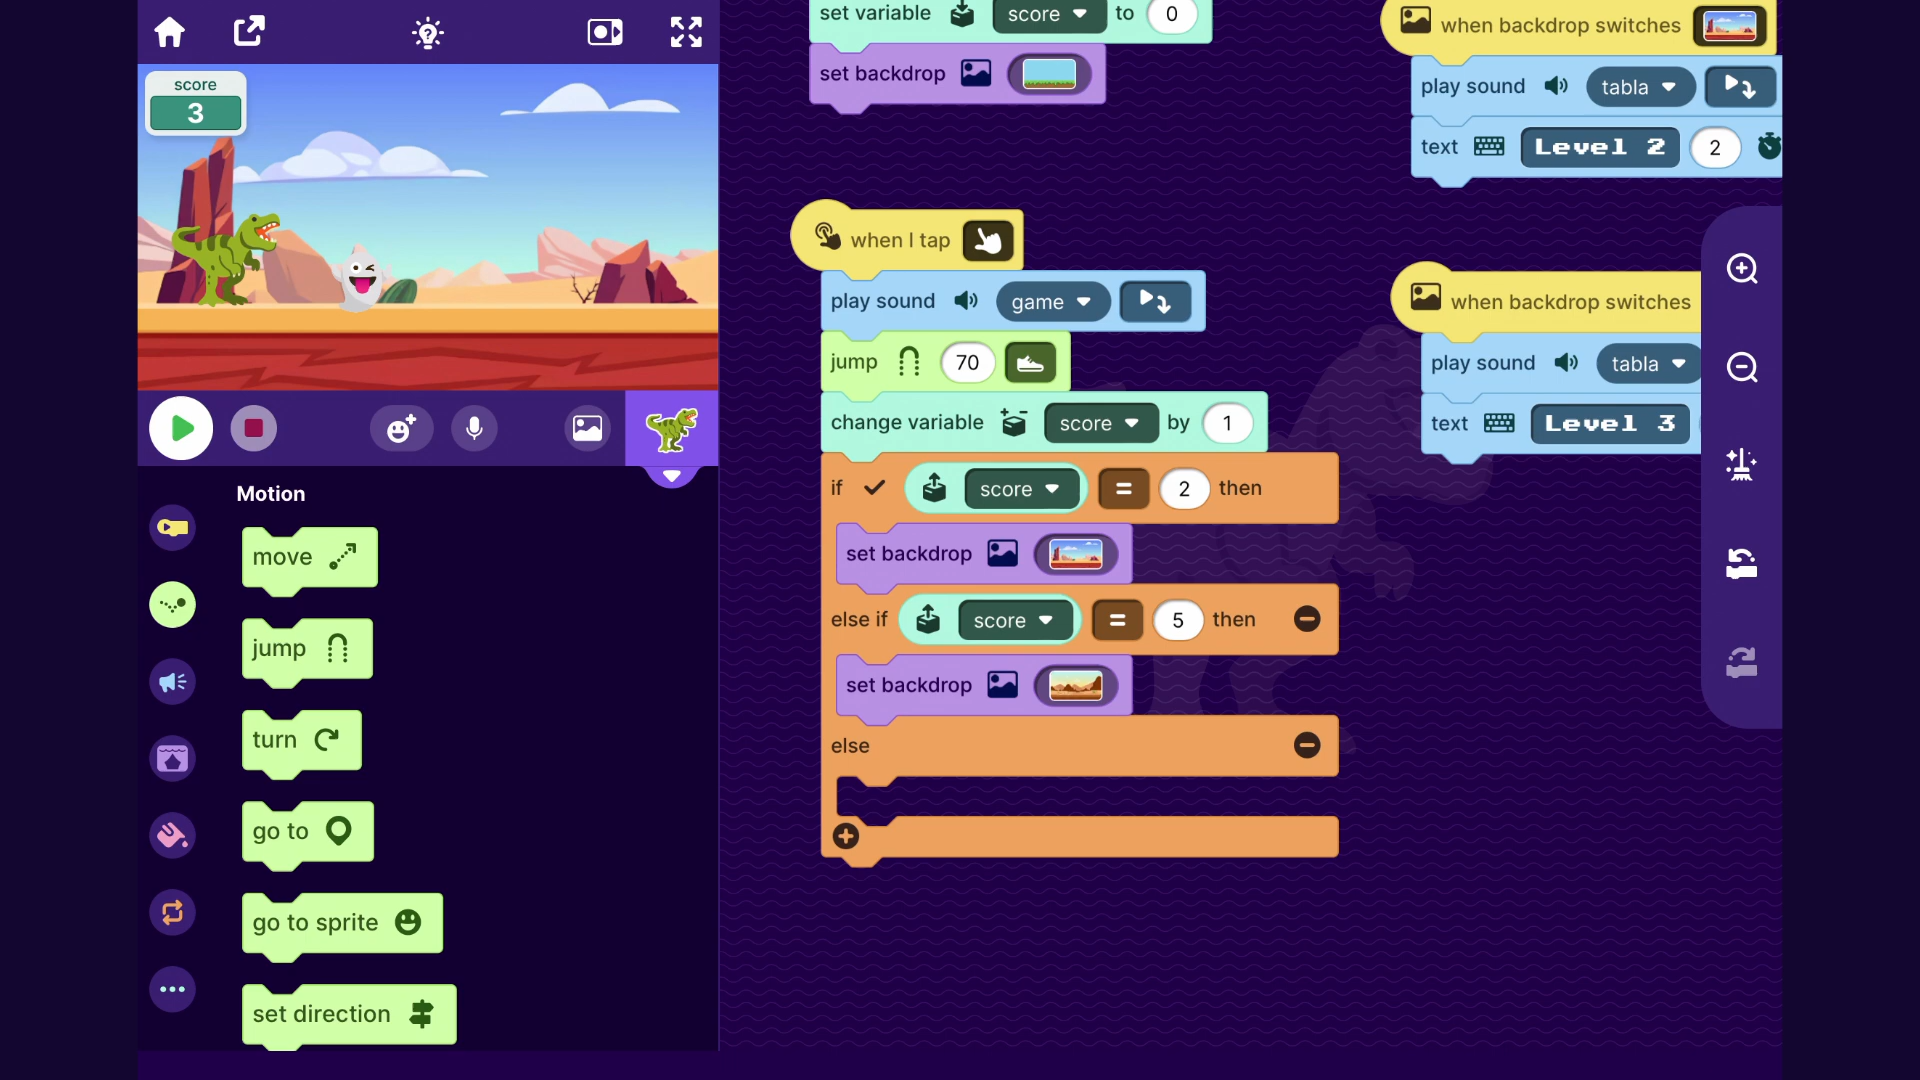 score
3
Motion
move
jump
turn
go to
go to sprite
set direction
set variable score to 0
set backdrop
when I tap
play sound game
jump 70
change variable score by 1
if score = 2 then
set backdrop
else if score = 5 then
set backdrop
else
when backdrop switches
play sound tabla
text Level 2 2
when backdrop switches
play sound tabla
text Level 3